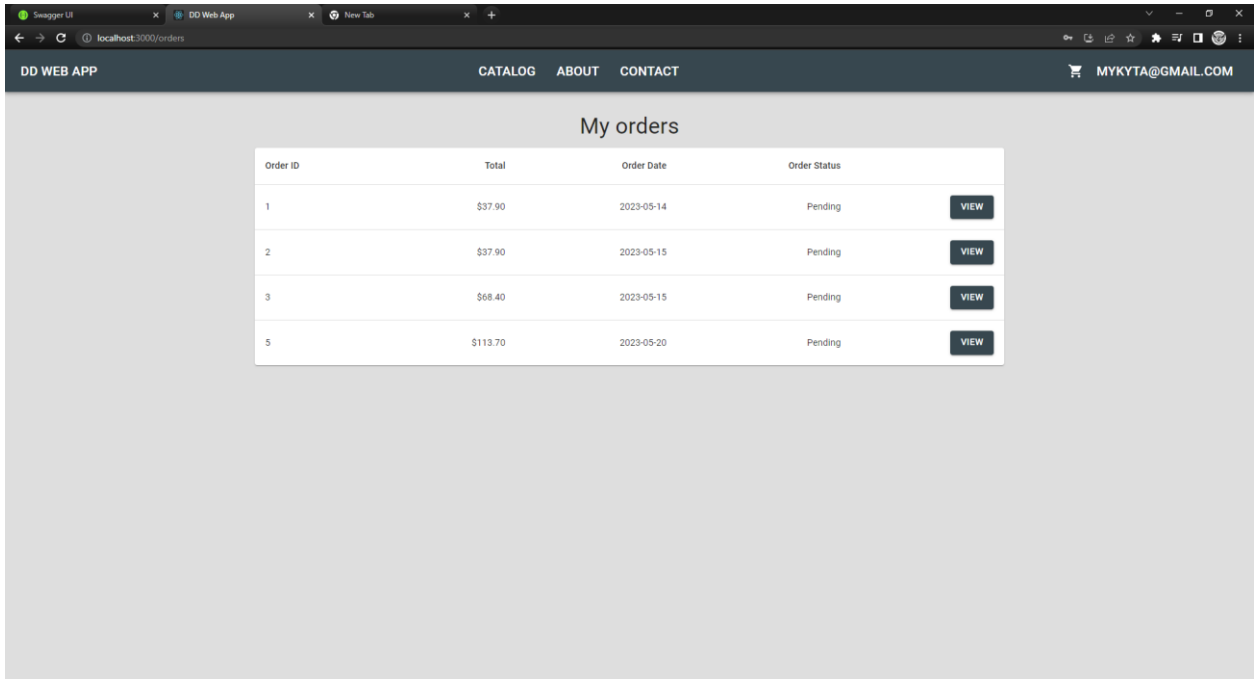 Swagger UI DD Web App New Tab
localhost:3000/orders
DD WEB APP CATALOG ABOUT CONTACT MYKYTA@GMAIL.COM
My orders
Order ID Total Order Date Order Status
1 $37.90 2023-05-14 Pending VIEW
2 $37.90 2023-05-15 Pending VIEW
3 $68.40 2023-05-15 Pending VIEW
5 $113.70 2023-05-20 Pending VIEW